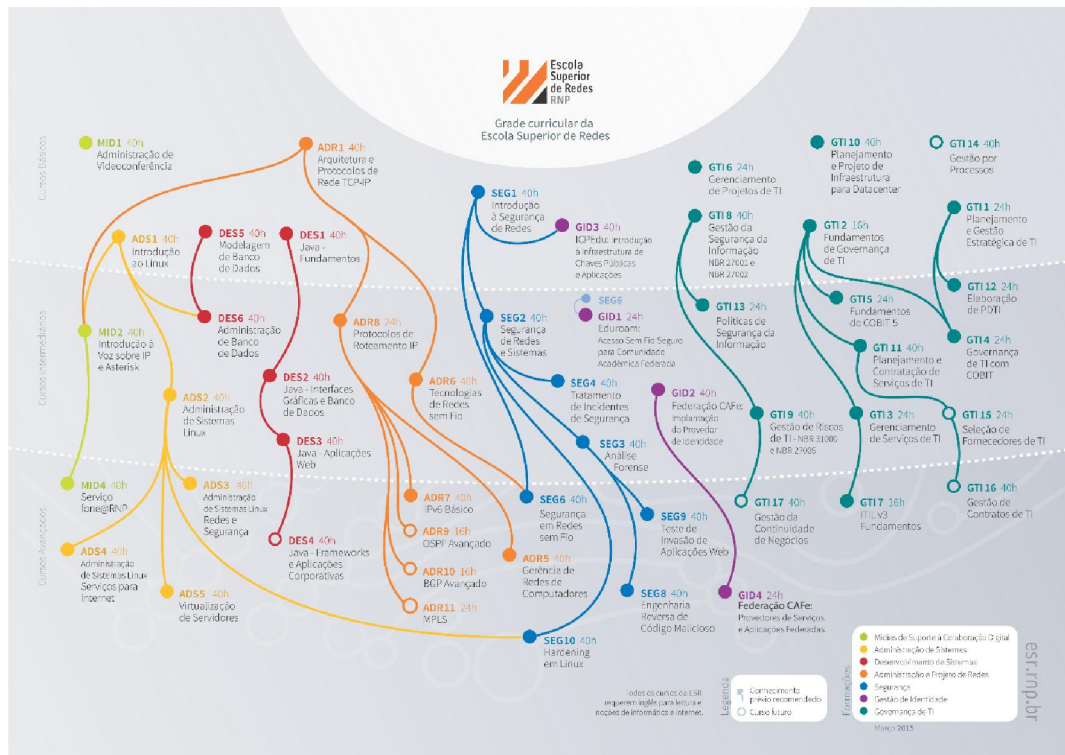 Escola
Superior
de Redes
RNP
Grade curricular da
Escola Superior de Redes
Cursos Básicos
MID1 40h
Administração de
Videoconferência
ADR1 40h
Arquitetura e
Protocolos de
Rede TCP-IP
SEG1 40h
Introdução
à Segurança
de Redes
GTI6 24h
Gerenciamento
de Projetos de TI
GTI10 40h
Planejamento
e Projeto de
Infraestrutura
para Datacenter
GTI14 40h
Gestão por
Processos
ADS1 40h
Introdução
ao Linux
DES5 40h
Modelagem
de Banco
de Dados
DES1 40h
Java -
Fundamentos
GID3 40h
ICPEdu: Introdução
à Infraestrutura de
Chaves Públicas
e Aplicações
GTI8 40h
Gestão da
Segurança da
Informação
NBR 27001 e
NBR 27002
GTI2 16h
Fundamentos
de Governança
de TI
GTI1 24h
Planejamento
e Gestão
Estratégica de TI
Cursos Intermediários
MID2 40h
Introdução à
Voz sobre IP
e Asterisk
DES6 40h
Administração
de Banco
de Dados
ADR8 24h
Protocolos de
Roteamento IP
SEG2 40h
Segurança
de Redes
e Sistemas
SEG6
GID1 24h
Eduroam:
Acesso Sem Fio Seguro
para Comunidade
Acadêmica Federada
GTI13 24h
Políticas de
Segurança da
Informação
GTI5 24h
Fundamentos
do COBIT 5
GTI12 24h
Elaboração
de PDTI
GTI11 40h
Planejamento e
Contratação de
Serviços de TI
GTI4 24h
Governança
de TI com
COBIT
ADS2 40h
Administração
de Sistemas
Linux
DES2 40h
Java - Interfaces
Gráficas e Banco
de Dados
ADR6 40h
Tecnologias
de Redes
sem Fio
SEG4 40h
Tratamento
de Incidentes
de Segurança
GID2 40h
Federação CAFe:
Implantação
do Provedor
de Identidade
GTI9 40h
Gestão de Riscos
de TI - NBR 31000
e NBR 27005
GTI3 24h
Gerenciamento
de Serviços de TI
GTI15 24h
Seleção de
Fornecedores de TI
DES3 40h
Java - Aplicações
Web
SEG3 40h
Análise
Forense
Cursos Avançados
MID4 40h
Serviço
fone@RNP
ADS3 40h
Administração
de Sistemas Linux
Redes e
Segurança
ADR7 40h
IPv6 Básico
SEG6 40h
Segurança
em Redes
sem Fio
SEG9 40h
Teste de
Invasão de
Aplicações Web
GTI17 40h
Gestão da
Continuidade
de Negócios
GTI7 16h
ITIL v3
Fundamentos
GTI16 40h
Gestão de
Contratos de TI
ADS4 40h
Administração
de Sistemas Linux
Serviços para
Internet
DES4 40h
Java - Frameworks
e Aplicações
Corporativas
ADR9 16h
OSPF Avançado
ADR10 16h
BGP Avançado
ADR11 24h
MPLS
ADR5 40h
Gerência de
Redes de
Computadores
ADS5 40h
Virtualização
de Servidores
SEG8 40h
Engenharia
Reversa de
Código Malicioso
GID4 24h
Federação CAFe:
Provedores de Serviços
e Aplicações Federadas
SEG10 40h
Hardening
em Linux
Todos os cursos da ESR
requerem inglês para leitura e
noções de informática e Internet.
Legenda
Conhecimento
prévio recomendado
Curso futuro
Formações
Mídias de Suporte à Colaboração Digital
Administração de Sistemas
Desenvolvimento de Sistemas
Administração e Projeto de Redes
Segurança
Gestão de Identidade
Governança de TI
Março 2015
esr.rnp.br